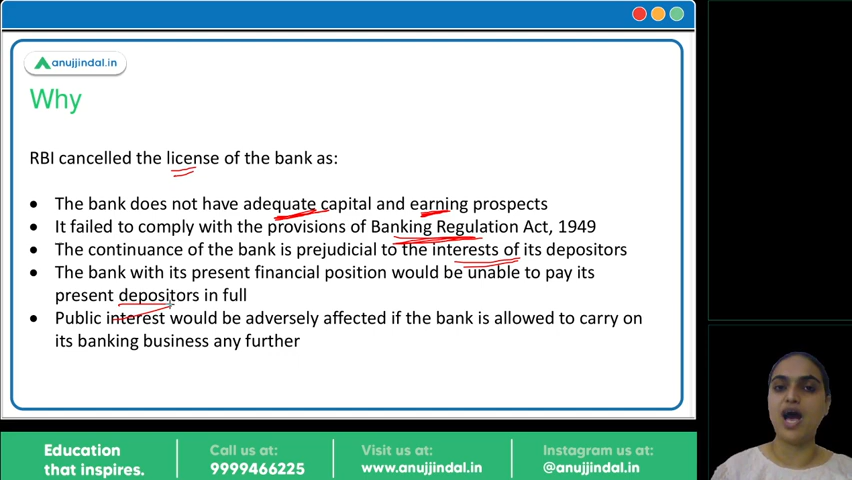 anujjindal.in
Why
RBI cancelled the license of the bank as:
• The bank does not have adequate capital and earning prospects
• It failed to comply with the provisions of Banking Regulation Act, 1949
• The continuance of the bank is prejudicial to the interests of its depositors
• The bank with its present financial position would be unable to pay its
present depositors in full
• Public interest would be adversely affected if the bank is allowed to carry on
its banking business any further
Education
that inspires.
Call us at:
9999466225
Visit us at:
www.anujjindal.in
Instagram us at:
@anujjindal.in